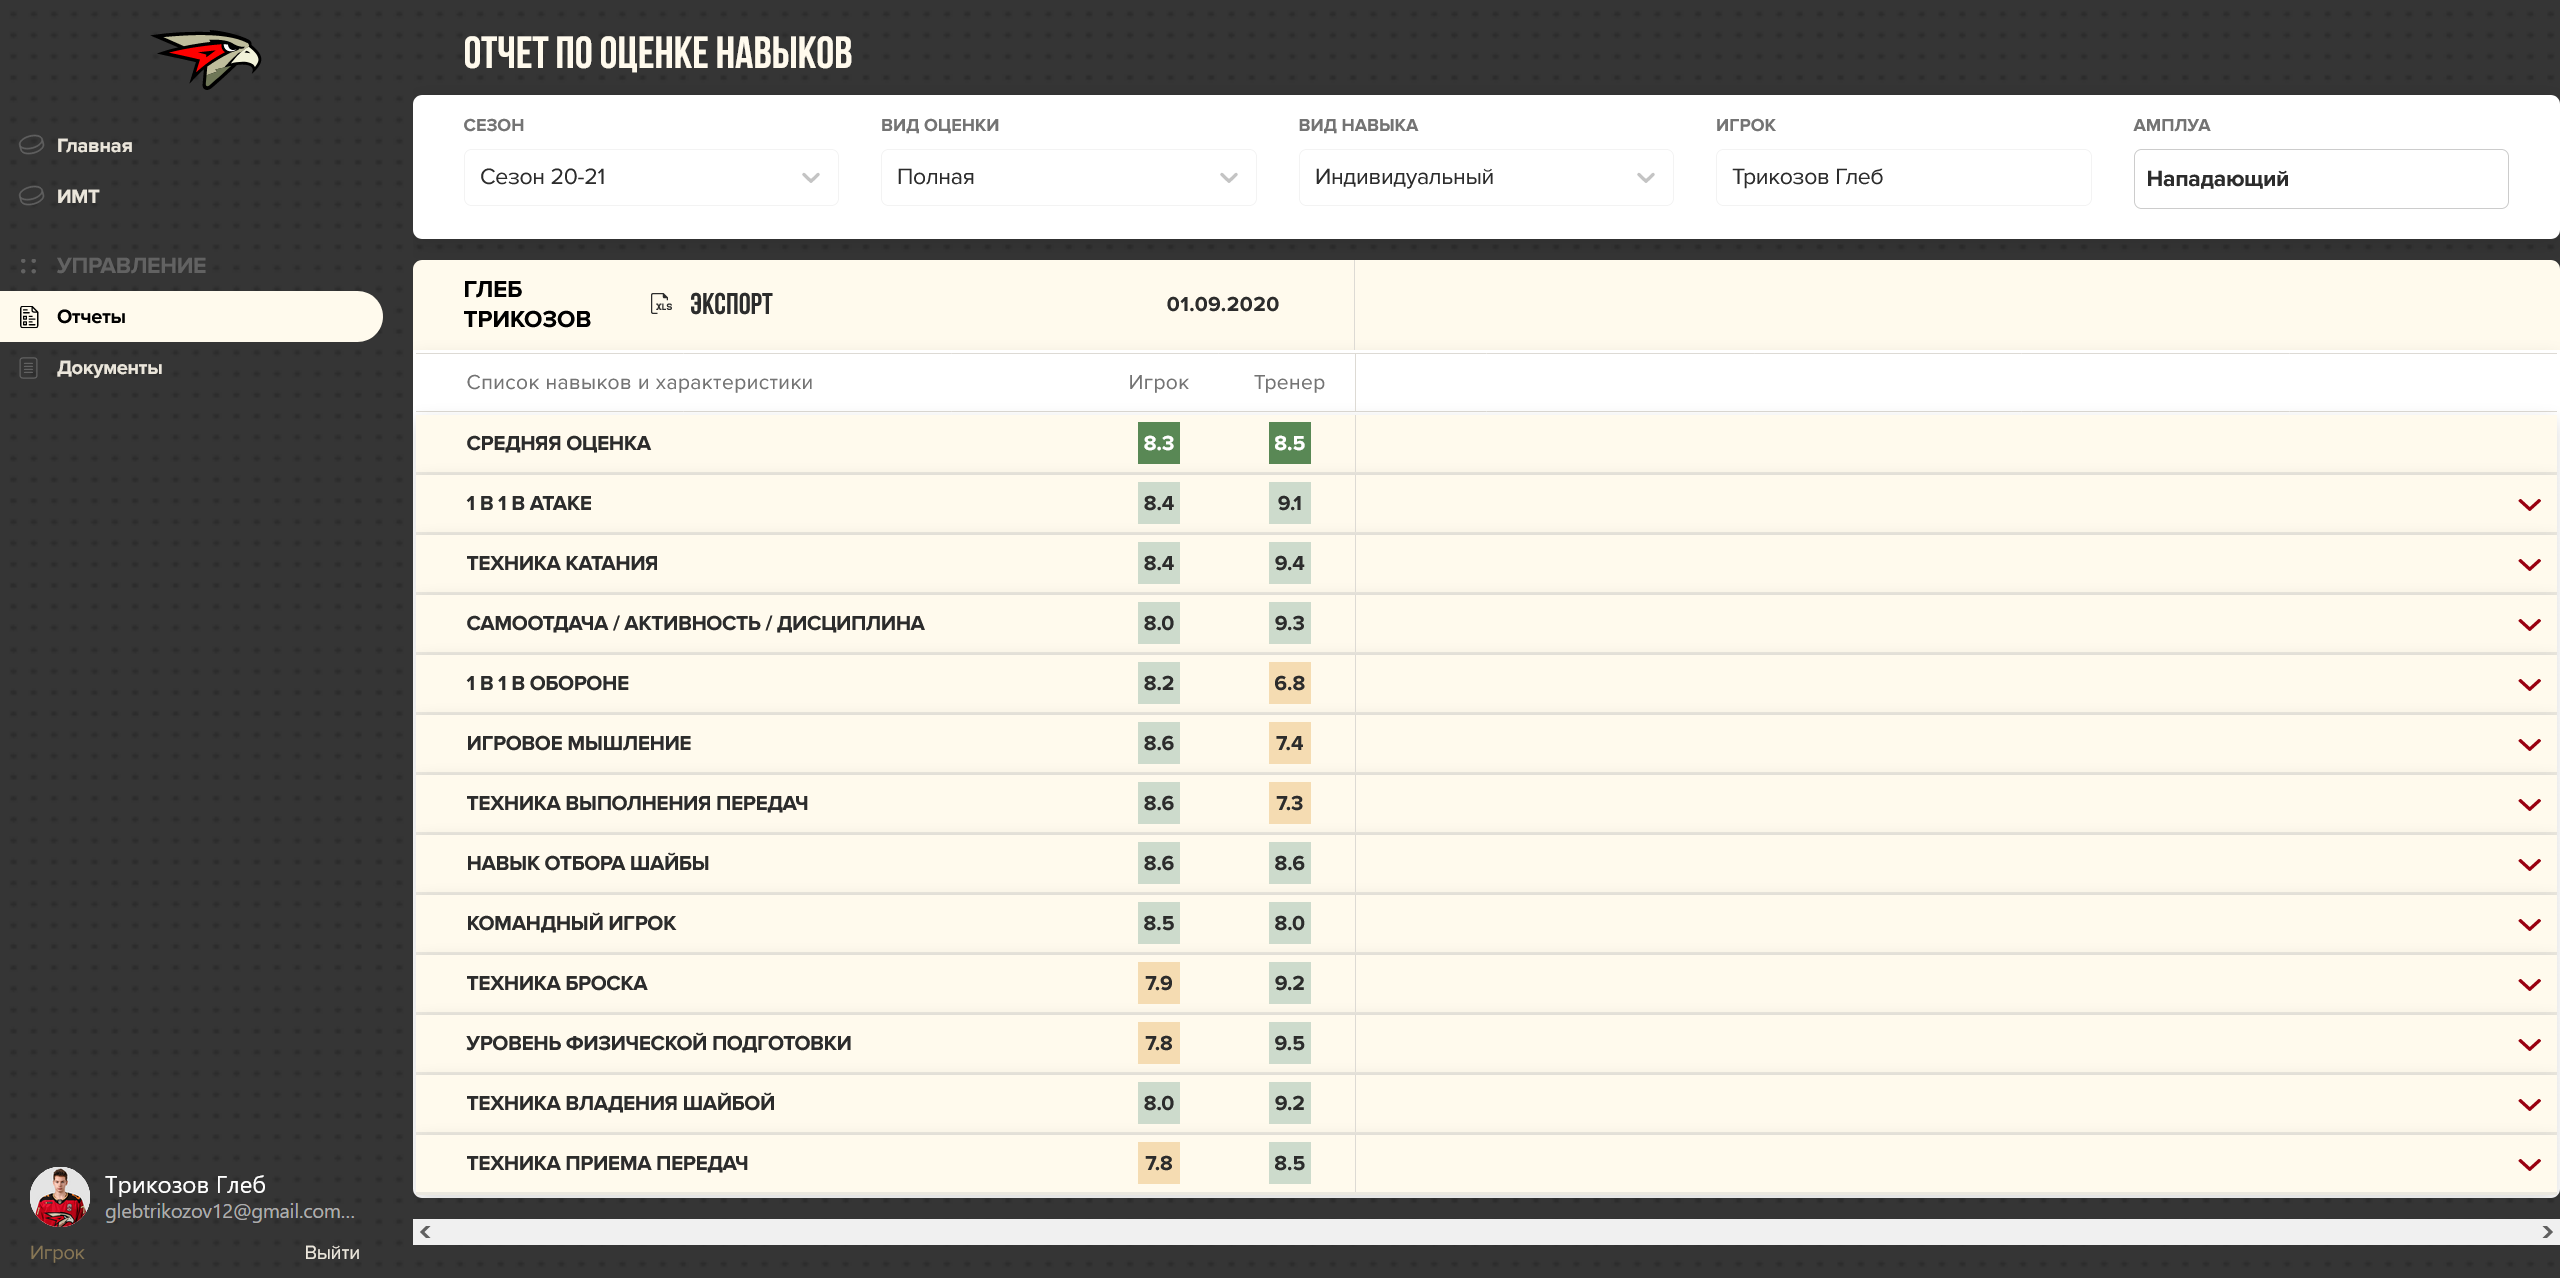 ОТЧЕТ ПО ОЦЕНКЕ НАВЫКОВ
Главная
ИМТ
УПРАВЛЕНИЕ
Отчеты
Документы
СЕЗОН
ВИД ОЦЕНКИ
ВИД НАВЫКА
ИГРОК
АМПЛУА
Сезон 20-21
Полная
Индивидуальный
Трикозов Глеб
Нападающий
ГЛЕБ
ТРИКОЗОВ
XLS ЭКСПОРТ
01.09.2020
Список навыков и характеристики Игрок Тренер
СРЕДНЯЯ ОЦЕНКА 8.3 8.5
1 В 1 В АТАКЕ 8.4 9.1
ТЕХНИКА КАТАНИЯ 8.4 9.4
САМООТДАЧА / АКТИВНОСТЬ / ДИСЦИПЛИНА 8.0 9.3
1 В 1 В ОБОРОНЕ 8.2 6.8
ИГРОВОЕ МЫШЛЕНИЕ 8.6 7.4
ТЕХНИКА ВЫПОЛНЕНИЯ ПЕРЕДАЧ 8.6 7.3
НАВЫК ОТБОРА ШАЙБЫ 8.6 8.6
КОМАНДНЫЙ ИГРОК 8.5 8.0
ТЕХНИКА БРОСКА 7.9 9.2
УРОВЕНЬ ФИЗИЧЕСКОЙ ПОДГОТОВКИ 7.8 9.5
ТЕХНИКА ВЛАДЕНИЯ ШАЙБОЙ 8.0 9.2
ТЕХНИКА ПРИЕМА ПЕРЕДАЧ 7.8 8.5
Трикозов Глеб
glebtrikozov12@gmail.com...
Игрок Выйти